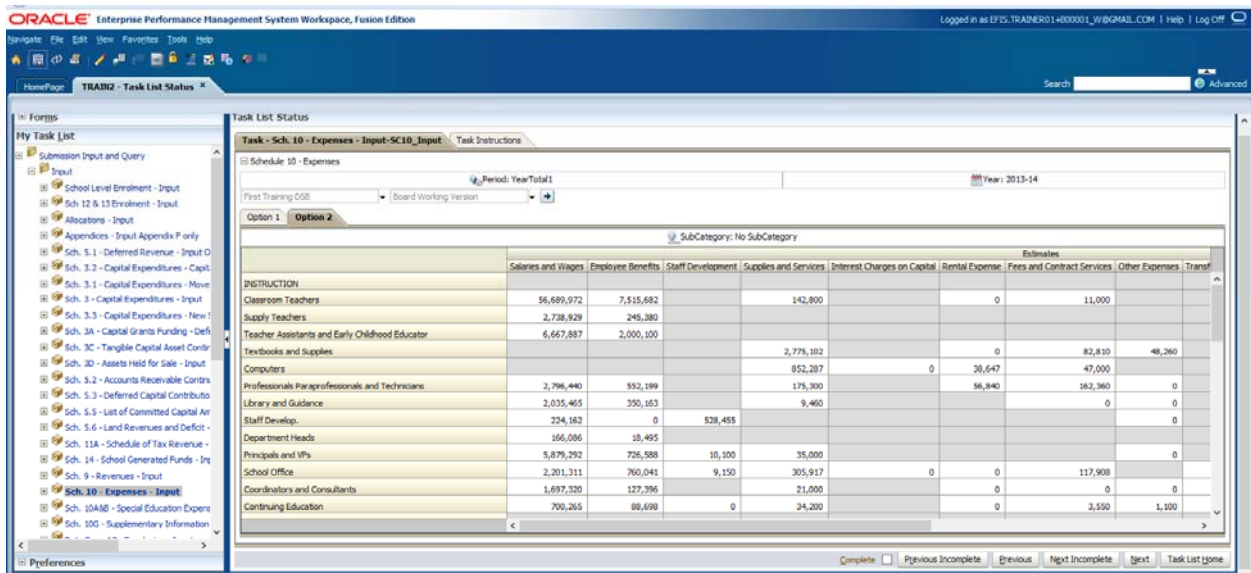 ORACLE Enterprise Performance Management System Workspace, Fusion Edition
Logged in as EFIS.TRAINER01+800001_W@GMAIL.COM | Help | Log Off
Navigate File Edit View Favorites Tools Help
HomePage TRAIN2 - Task List Status × Search Advanced
Forms
My Task List
Submission Input and Query
Input
School Level Enrolment - Input
Sch 12 & 13 Enrolment - Input
Allocations - Input
Appendices - Input Appendix P only
Sch. 5.1 - Deferred Revenue - Input O
Sch. 3.2 - Capital Expenditures - Capit
Sch. 3.1 - Capital Expenditures - Move
Sch. 3 - Capital Expenditures - Input
Sch. 3.3 - Capital Expenditures - New
Sch. 3A - Capital Grants Funding - Defe
Sch. 3C - Tangible Capital Asset Contin
Sch. 3D - Assets Held for Sale - Input
Sch. 5.2 - Accounts Receivable Continu
Sch. 5.3 - Deferred Capital Contributio
Sch. 5.5 - List of Committed Capital Am
Sch. 5.6 - Land Revenues and Deficit -
Sch. 11A - Schedule of Tax Revenue -
Sch. 14 - School Generated Funds - Inp
Sch. 9 - Revenues - Input
Sch. 10 - Expenses - Input
Sch. 10A&B - Special Education Expens
Sch. 10G - Supplementary Information
Preferences
Task List Status
Task - Sch. 10 - Expenses - Input-SC10_Input Task Instructions
Schedule 10 - Expenses
Period: YearTotal1 Year: 2013-14
First Training DSB Board Working Version
Option 1 Option 2
SubCategory: No SubCategory
Estimates
Salaries and Wages Employee Benefits Staff Development Supplies and Services Interest Charges on Capital Rental Expense Fees and Contract Services Other Expenses Transf
INSTRUCTION
Classroom Teachers 56,689,972 7,515,682 142,800 0 11,000
Supply Teachers 2,738,929 245,380
Teacher Assistants and Early Childhood Educator 6,667,887 2,000,100
Textbooks and Supplies 2,775,102 0 82,810 48,260
Computers 852,287 0 38,647 47,000
Professionals Paraprofessionals and Technicians 2,796,440 552,199 175,300 56,840 162,360 0
Library and Guidance 2,035,465 350,163 9,460 0 0
Staff Develop. 224,162 0 528,455 0
Department Heads 166,086 18,495
Principals and VPs 5,879,292 726,588 10,100 35,000 0
School Office 2,201,311 760,041 9,150 305,917 0 0 117,908
Coordinators and Consultants 1,697,320 127,396 21,000 0 0 0
Continuing Education 700,265 88,698 0 34,200 0 3,550 1,100
Complete Previous Incomplete Previous Next Incomplete Next Task List Home